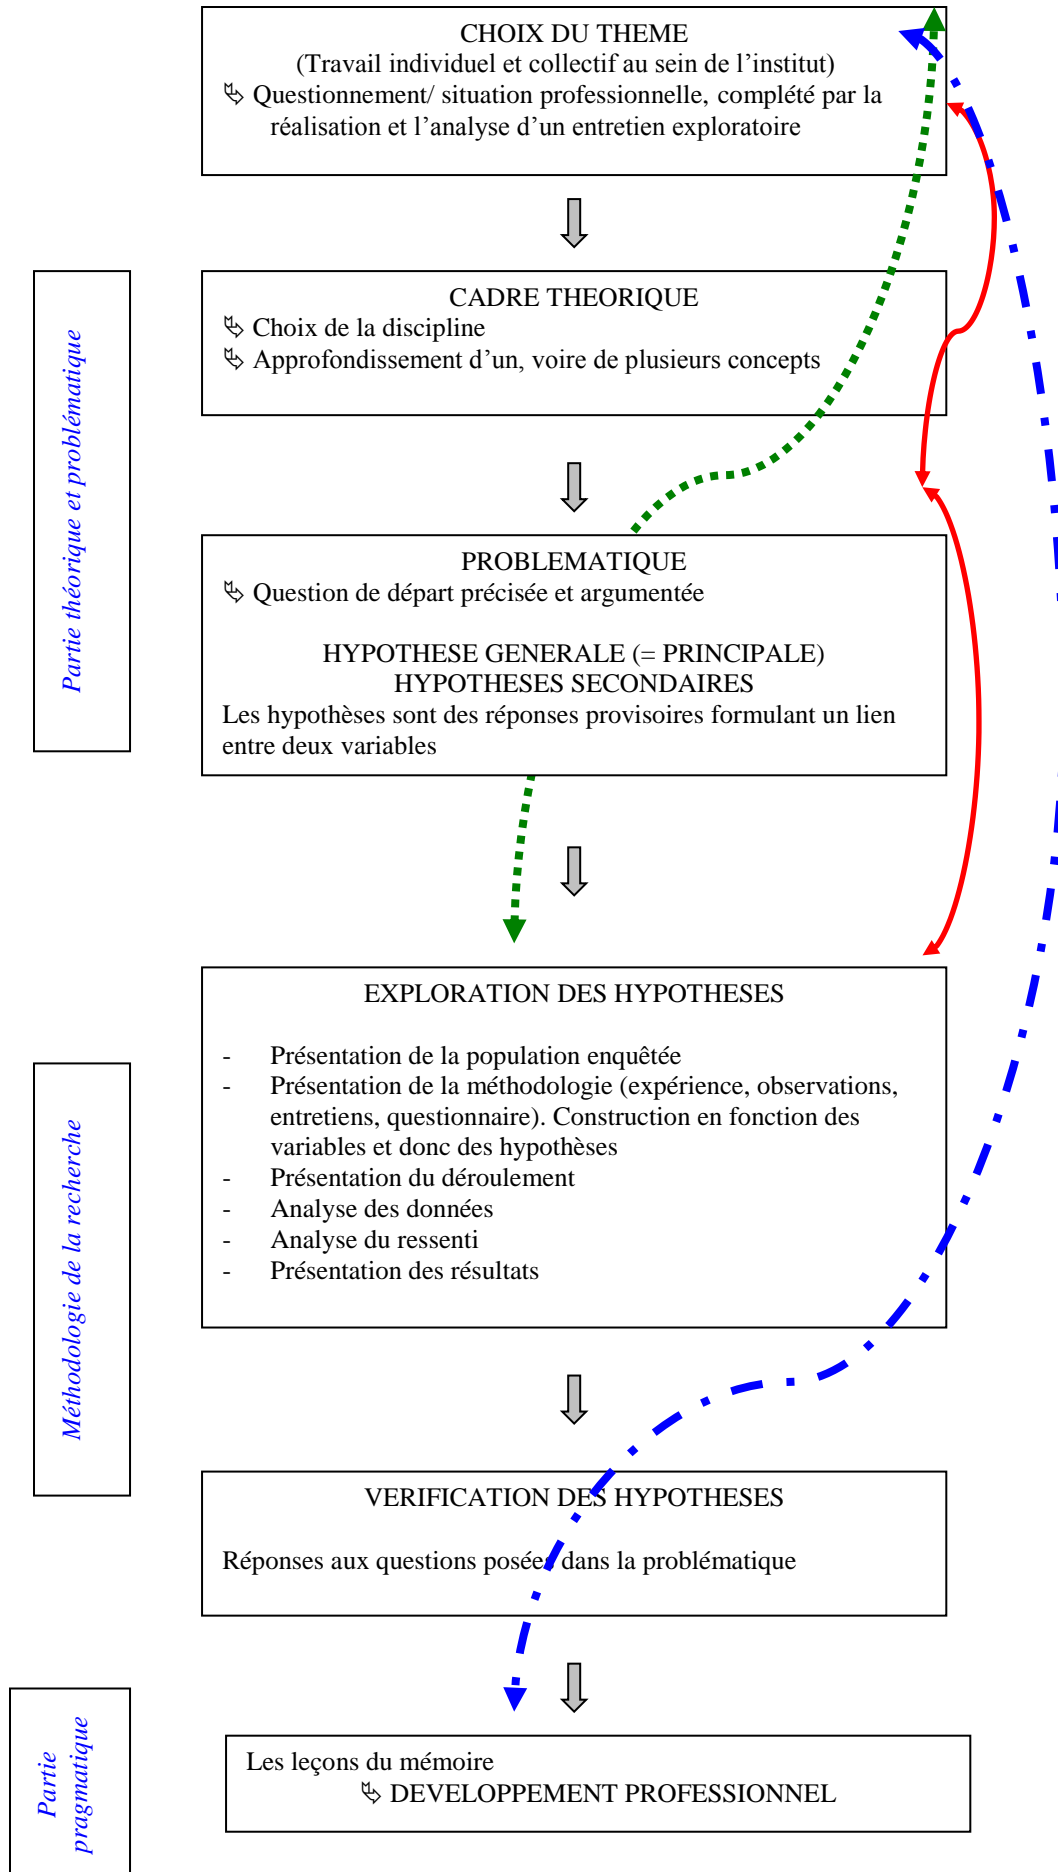 CHOIX DU THEME
(Travail individuel et collectif au sein de l’institut)
Questionnement/ situation professionnelle, complété par la
réalisation et l’analyse d’un entretien exploratoire
Partie théorique et problématique
CADRE THEORIQUE
Choix de la discipline
Approfondissement d’un, voire de plusieurs concepts
PROBLEMATIQUE
Question de départ précisée et argumentée
HYPOTHESE GENERALE (= PRINCIPALE)
HYPOTHESES SECONDAIRES
Les hypothèses sont des réponses provisoires formulant un lien
entre deux variables
Méthodologie de la recherche
EXPLORATION DES HYPOTHESES
- Présentation de la population enquêtée
- Présentation de la méthodologie (expérience, observations,
entretiens, questionnaire). Construction en fonction des
variables et donc des hypothèses
- Présentation du déroulement
- Analyse des données
- Analyse du ressenti
- Présentation des résultats
VERIFICATION DES HYPOTHESES
Réponses aux questions posées dans la problématique
Partie
pragmatique
Les leçons du mémoire
DEVELOPPEMENT PROFESSIONNEL